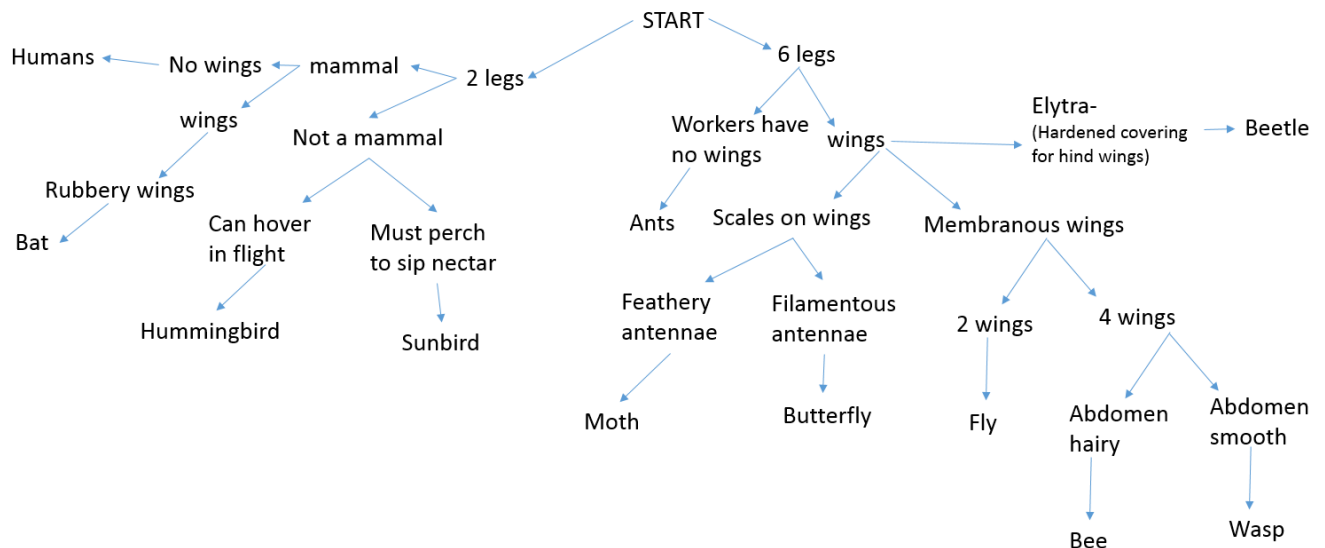 START
Humans
No wings
mammal
2 legs
6 legs
wings
Not a mammal
Workers have
no wings
wings
Elytra-
(Hardened covering
for hind wings)
Beetle
Rubbery wings
Bat
Can hover
in flight
Must perch
to sip nectar
Ants
Scales on wings
Membranous wings
Hummingbird
Sunbird
Feathery
antennae
Filamentous
antennae
2 wings
4 wings
Moth
Butterfly
Fly
Abdomen
hairy
Abdomen
smooth
Bee
Wasp